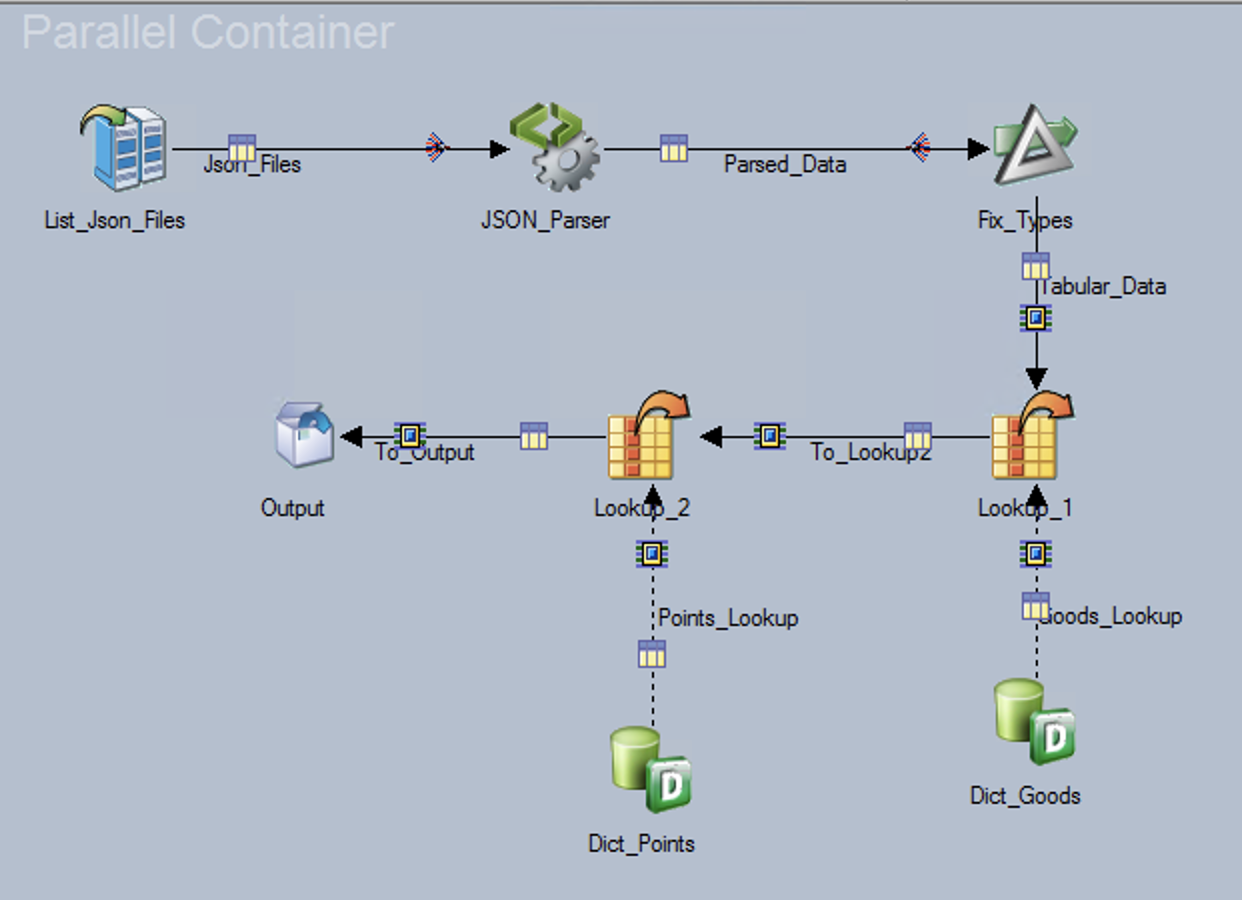 Parallel Container
Json_Files
Parsed_Data
List_Json_Files
JSON_Parser
Fix_Types
Tabular_Data
To_Output
To_Lookup2
Output
Lookup_2
Lookup_1
Points_Lookup
Goods_Lookup
D
D
Dict_Goods
Dict_Points